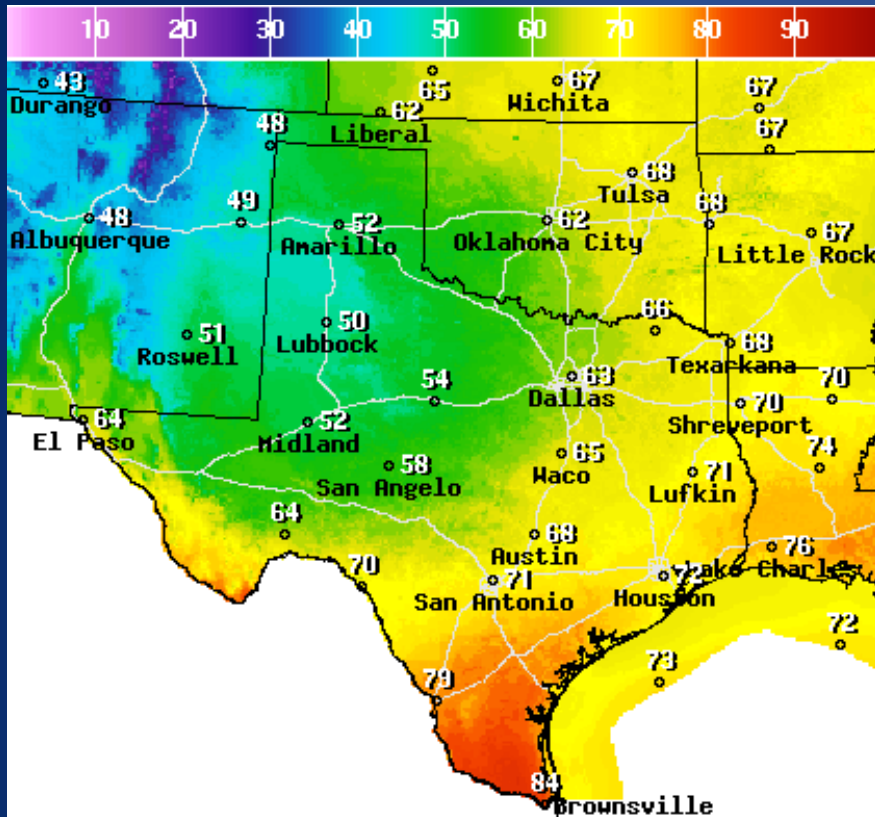 10 20 30 40 50 60 70 80 90
43
Durango
65
67
Wichita
67
62
Liberal
48
67
68
Tulsa
49
48
Albuquerque
52
Amarillo
62
Oklahoma City
68
67
Little Rock
51
Roswell
50
Lubbock
66
68
Texarkana
54
63
Dallas
70
Shreveport
70
64
El Paso
52
Midland
58
San Angelo
65
Waco
71
Lufkin
74
64
68
Austin
76
Lake Charles
70
71
San Antonio
72
Houston
72
73
79
84
Brownsville